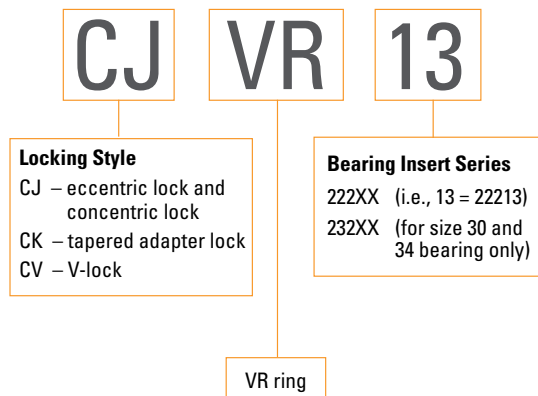 CJ VR 13
Locking Style
CJ – eccentric lock and
concentric lock
CK – tapered adapter lock
CV – V-lock
Bearing Insert Series
222XX (i.e., 13 = 22213)
232XX (for size 30 and
34 bearing only)
VR ring